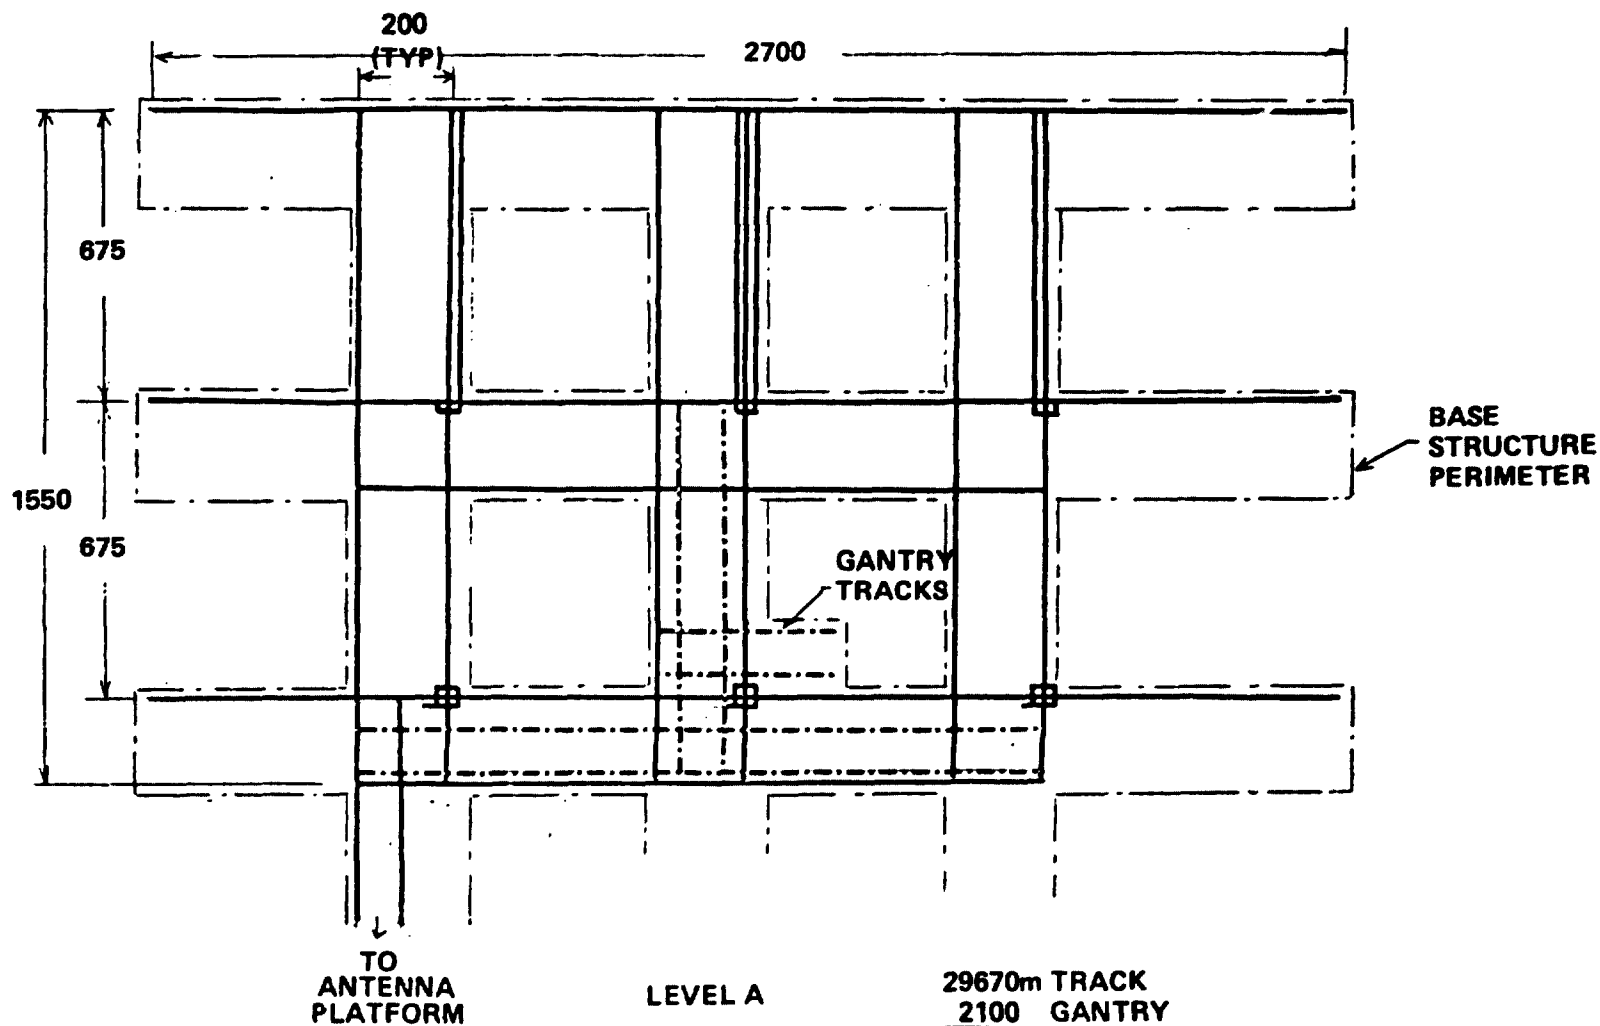 200
(TYP)
2700
675
1550
675
BASE
STRUCTURE
PERIMETER
GANTRY
TRACKS
TO
ANTENNA
PLATFORM
LEVEL A
29670m TRACK
2100 GANTRY